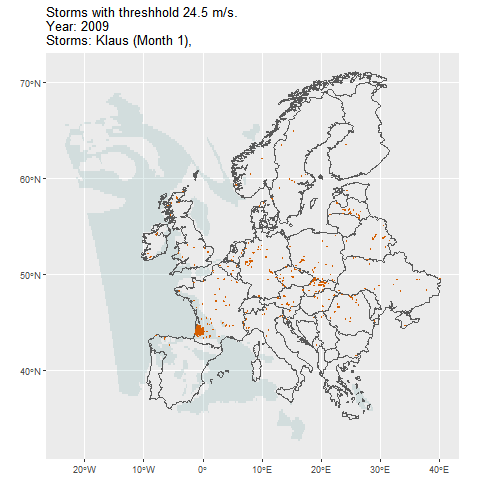 Storms with threshhold 24.5 m/s.
Year: 2009
Storms: Klaus (Month 1),
70°N
60°N
50°N
40°N
20°W
10°W
0°
10°E
20°E
30°E
40°E